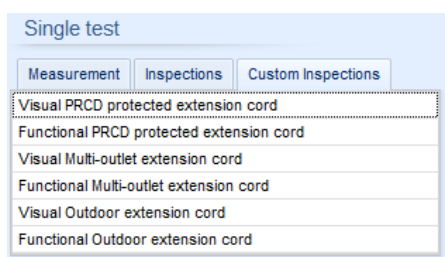 Single test
Measurement Inspections Custom Inspections
Visual PRCD protected extension cord
Functional PRCD protected extension cord
Visual Multi-outlet extension cord
Functional Multi-outlet extension cord
Visual Outdoor extension cord
Functional Outdoor extension cord